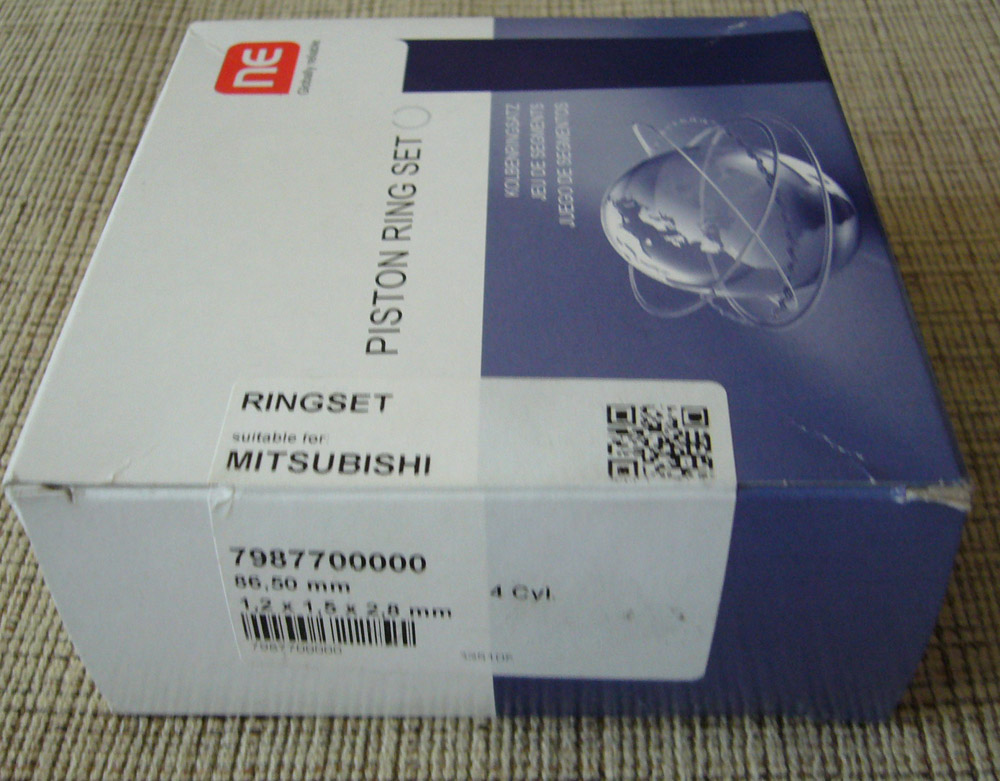 NE
Globally reliable
PISTON RING SET
KOLBENRINGSATZ
JEU DE SEGMENTS
JUEGO DE SEGMENTOS
RINGSET
suitable for:
MITSUBISHI
7987700000
86,50 mm
4 Cyl.
1,2 x 1,5 x 2,8 mm
7987700000